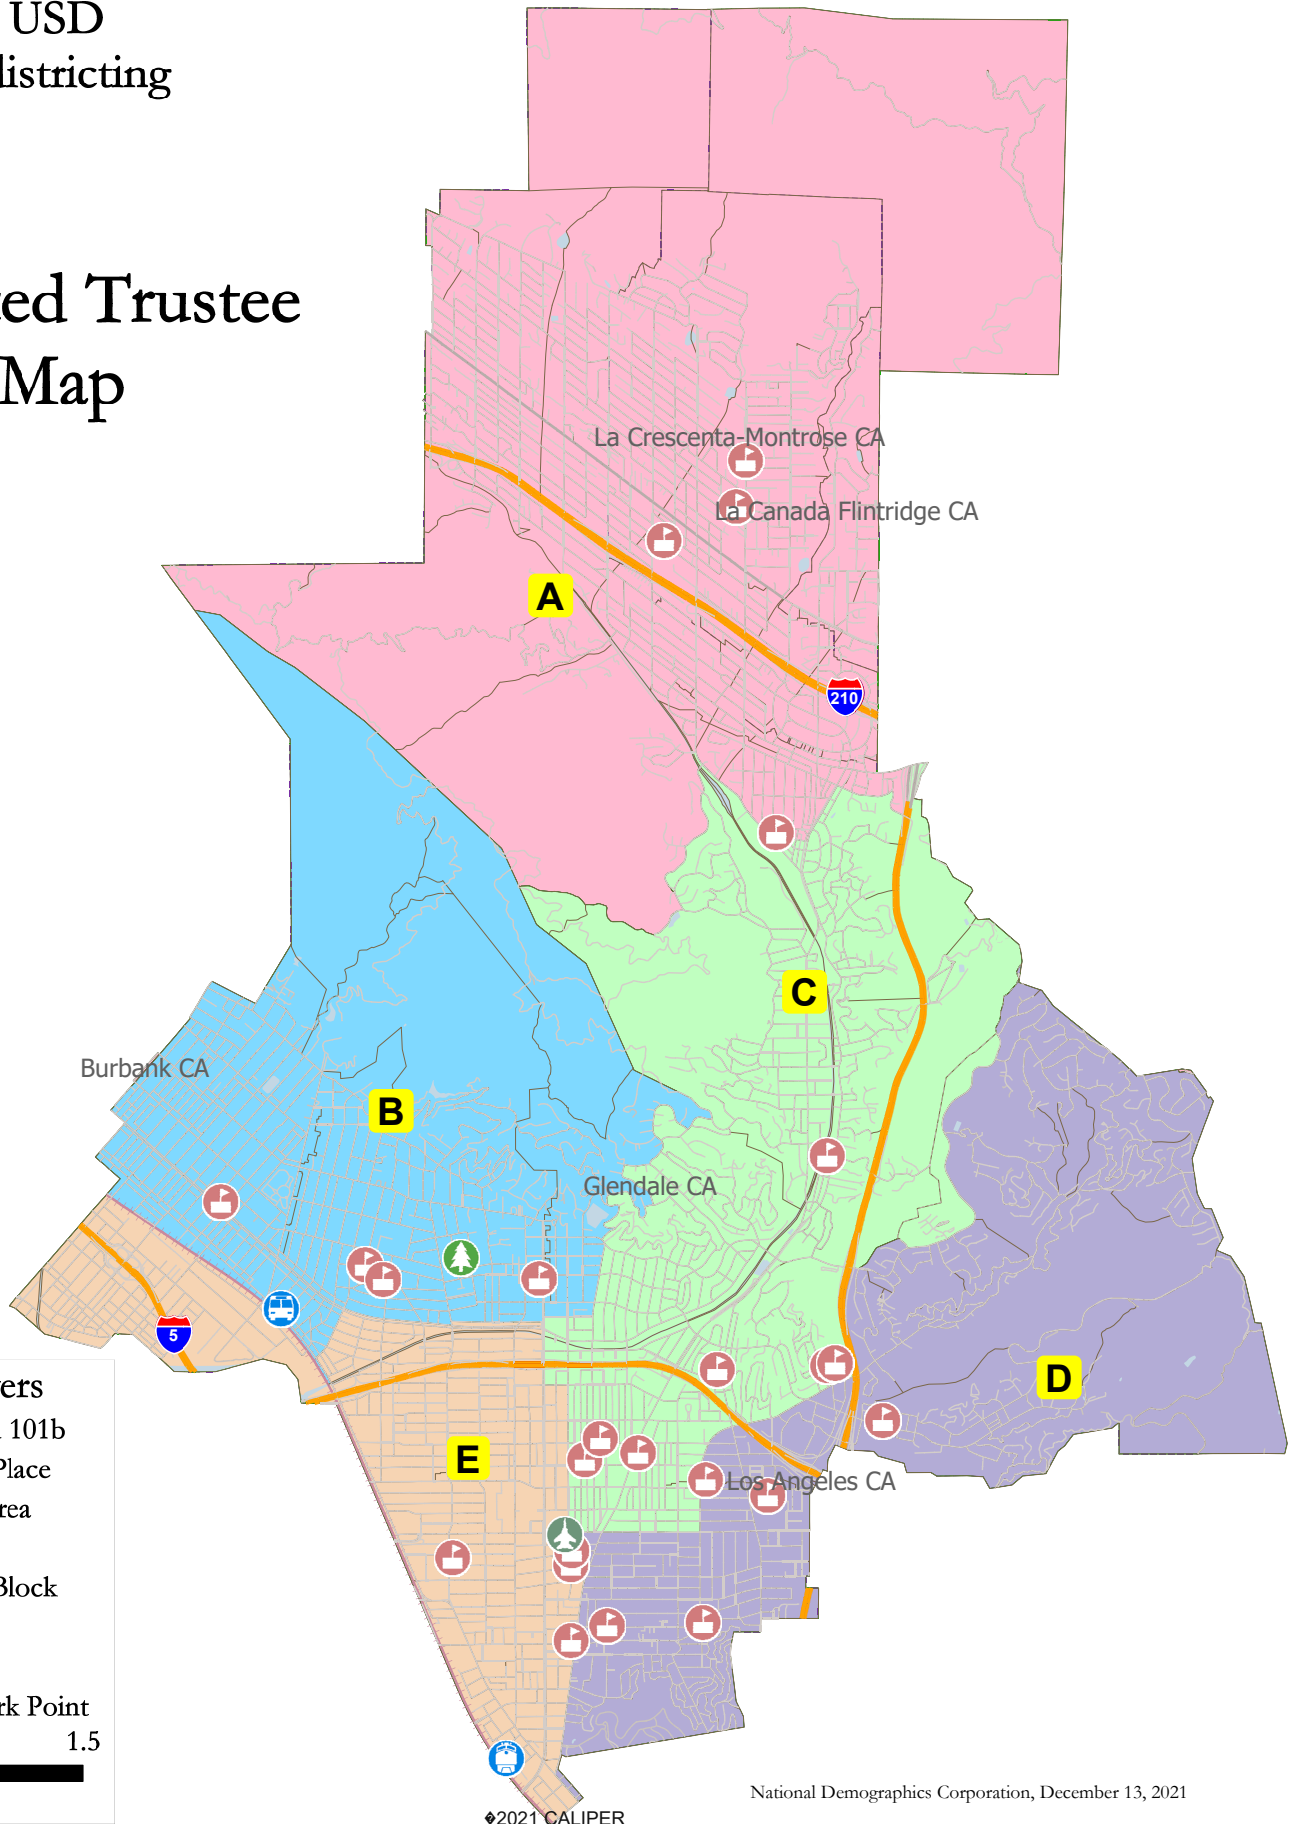 USD
districting
ed Trustee
Map
La Crescenta-Montrose CA
La Canada Flintridge CA
A
210
C
Burbank CA
B
Glendale CA
5
D
E
Los Angeles CA
ers
101b
Place
rea
Block
rk Point
1.5
National Demographics Corporation, December 13, 2021
�2021 CALIPER